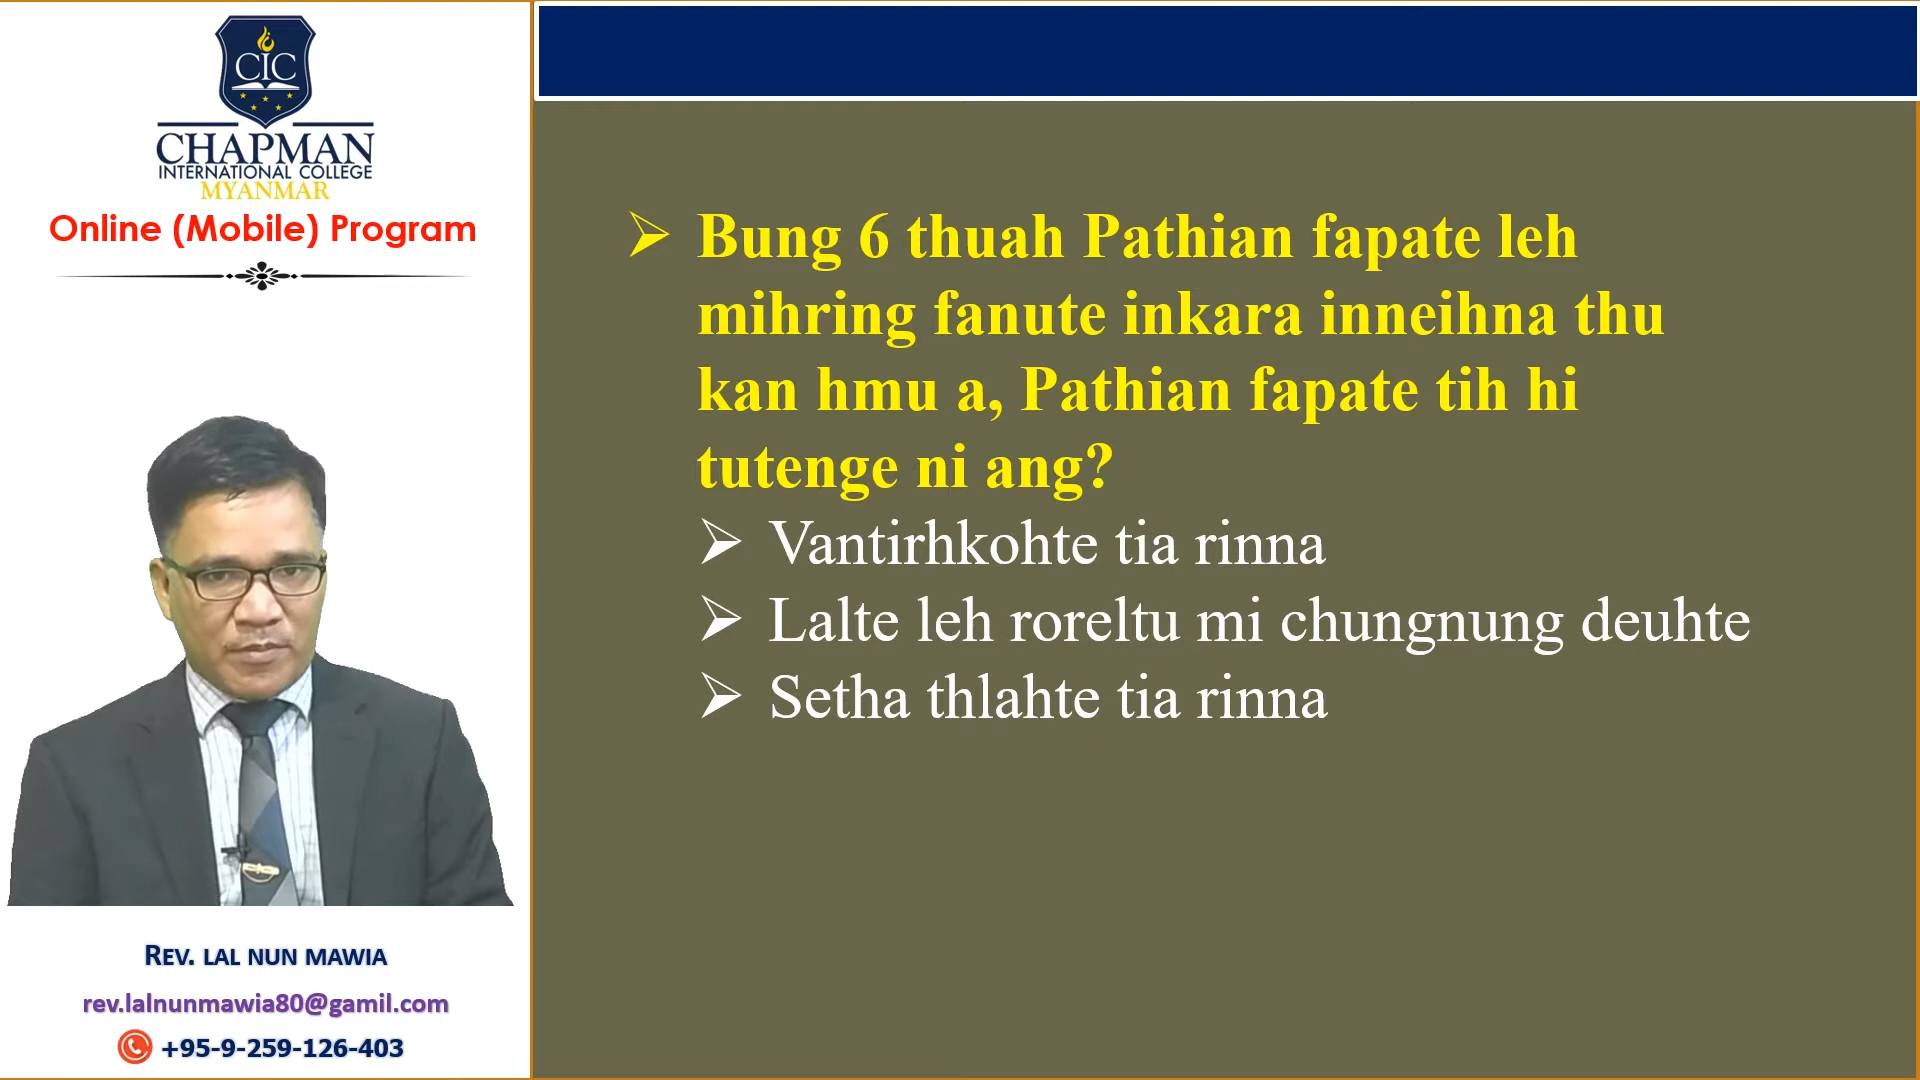 CIC
CHAPMAN
INTERNATIONAL COLLEGE
MYANMAR
Online (Mobile) Program
REV. LAL NUN MAWIA
rev.lalnunmawia80@gamil.com
+95-9-259-126-403
Bung 6 thuah Pathian fapate leh
mihring fanute inkara inneihna thu
kan hmu a, Pathian fapate tih hi
tutenge ni ang?
Vantirhkohte tia rinna
Lalte leh roreltu mi chungnung deuhte
Setha thlahte tia rinna